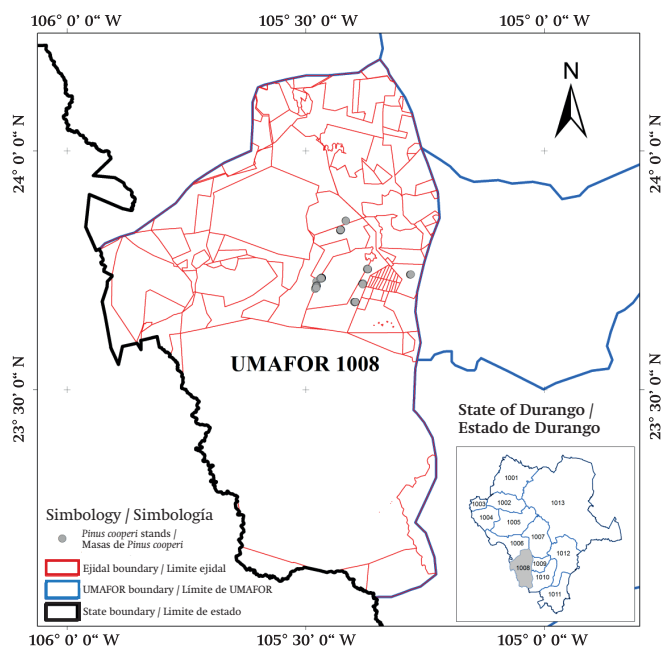 106° 0' 0“ W
105° 30' 0“ W
105° 0' 0“ W
N
24° 0' 0“ N
24° 0' 0“ N
UMAFOR 1008
23° 30' 0“ N
23° 30' 0“ N
State of Durango /
Estado de Durango
1001
1003
1002
1013
1004
1005
1007
1006
1012
1008
1009
1010
1011
Simbology / Simbología
Pinus cooperi stands /
Masas de Pinus cooperi
Ejidal boundary / Limite ejidal
UMAFOR boundary / Límite de UMAFOR
State boundary / Limite de estado
106° 0' 0“ W
105° 30' 0“ W
105° 0' 0“ W